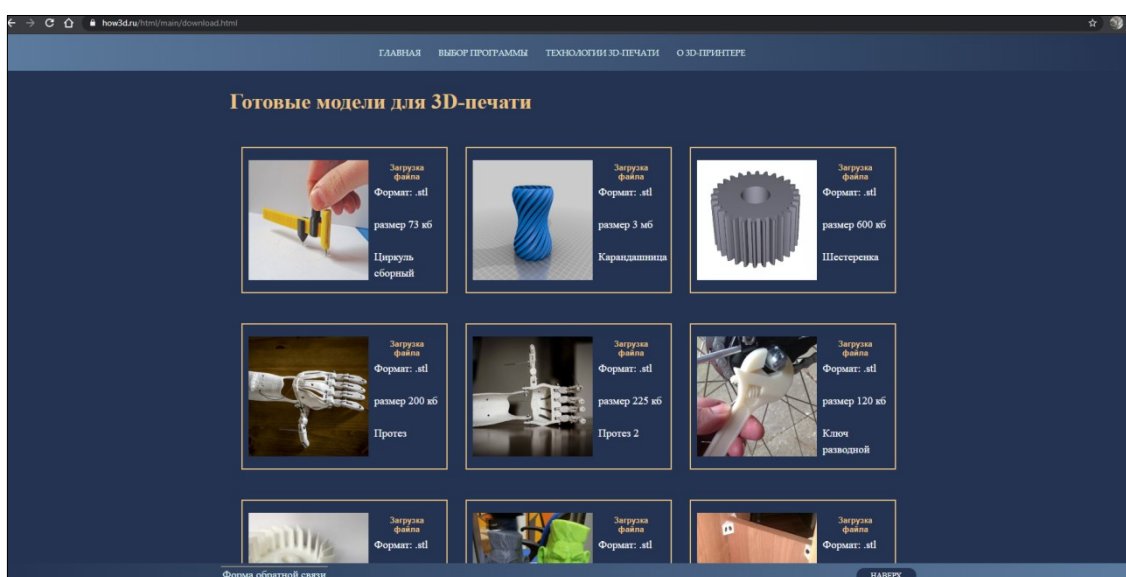 how3d.ru/html/main/download.html
ГЛАВНАЯ ВЫБОР ПРОГРАММЫ ТЕХНОЛОГИИ 3D-ПЕЧАТИ О 3D-ПРИНТЕРЕ
Готовые модели для 3D-печати
Загрузка
файла
Формат: .stl
размер 73 кб
Циркуль
сборный
Загрузка
файла
Формат: .stl
размер 3 мб
Карандашница
Загрузка
файла
Формат: .stl
размер 600 кб
Шестеренка
Загрузка
файла
Формат: .stl
размер 200 кб
Протез
Загрузка
файла
Формат: .stl
размер 225 кб
Протез 2
Загрузка
файла
Формат: .stl
размер 120 кб
Ключ
разводной
Загрузка
файла
Формат: .stl
Загрузка
файла
Формат: .stl
Загрузка
файла
Формат: .stl
Форма обратной связи
НАВЕРХ